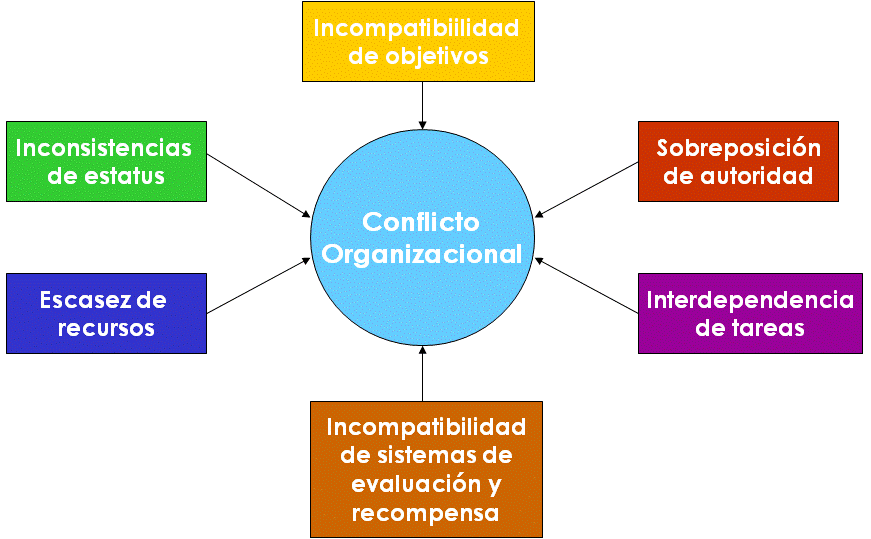 Incompatibiilidad
de objetivos
Inconsistencias
de estatus
Sobreposición
de autoridad
Conflicto
Organizacional
Escasez de
recursos
Interdependencia
de tareas
Incompatibilidad
de sistemas de
evaluación y
recompensa